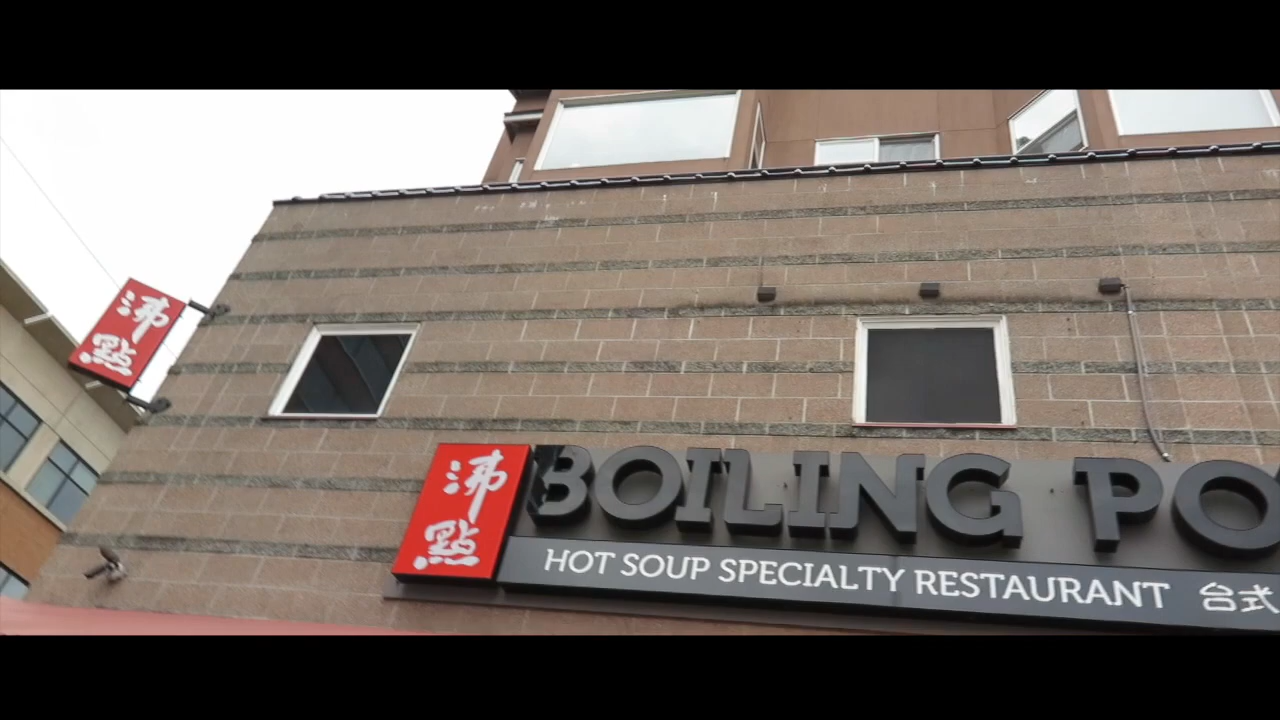 沸
點
沸
點
BOILING PO
HOT SOUP SPECIALTY RESTAURANT 台式